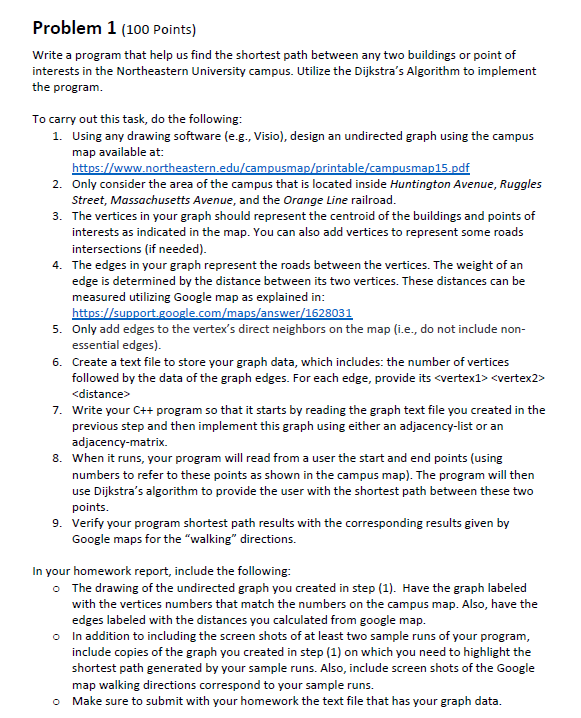 Problem 1 (100 Points)
Write a program that help us find the shortest path between any two buildings or point of
interests in the Northeastern University campus. Utilize the Dijkstra's Algorithm to implement
the program.
To carry out this task, do the following:
1. Using any drawing software (e.g., Visio), design an undirected graph using the campus
map available at:
https://www.northeastern.edu/campusmap/printable/campusmap15.pdf
2. Only consider the area of the campus that is located inside Huntington Avenue, Ruggles
Street, Massachusetts Avenue, and the Orange Line railroad.
3. The vertices in your graph should represent the centroid of the buildings and points of
interests as indicated in the map. You can also add vertices to represent some roads
intersections (if needed).
4. The edges in your graph represent the roads between the vertices. The weight of an
edge is determined by the distance between its two vertices. These distances can be
measured utilizing Google map as explained in:
https://support.google.com/maps/answer/1628031
5. Only add edges to the vertex's direct neighbors on the map (i.e., do not include non-
essential edges).
6. Create a text file to store your graph data, which includes: the number of vertices
followed by the data of the graph edges. For each edge, provide its <vertex1> <vertex2>
<distance>
7. Write your C++ program so that it starts by reading the graph text file you created in the
previous step and then implement this graph using either an adjacency-list or an
adjacency-matrix.
8. When it runs, your program will read from a user the start and end points (using
numbers to refer to these points as shown in the campus map). The program will then
use Dijkstra's algorithm to provide the user with the shortest path between these two
points.
9. Verify your program shortest path results with the corresponding results given by
Google maps for the "walking" directions.
In your homework report, include the following:
o The drawing of the undirected graph you created in step (1). Have the graph labeled
with the vertices numbers that match the numbers on the campus map. Also, have the
edges labeled with the distances you calculated from google map.
o In addition to including the screen shots of at least two sample runs of your program,
include copies of the graph you created in step (1) on which you need to highlight the
shortest path generated by your sample runs. Also, include screen shots of the Google
map walking directions correspond to your sample runs.
o Make sure to submit with your homework the text file that has your graph data.